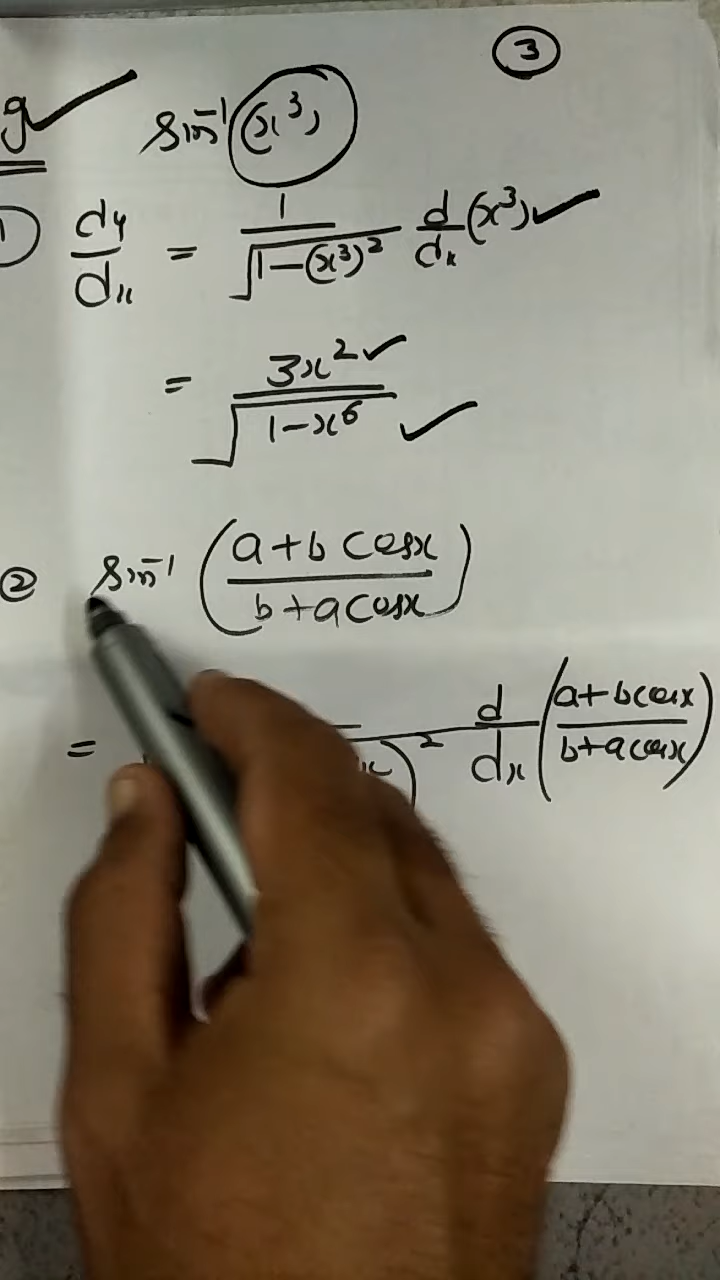 3
g sin⁻¹(x³)
1 dy/dx = 1/√(1-(x³)²) d/dx (x³)
= 3x²/√(1-x⁶)
2 sin⁻¹ ((a+b cosx)/(b+a cosx))
= )² d/dx ((a+b cosx)/(b+a cosx))